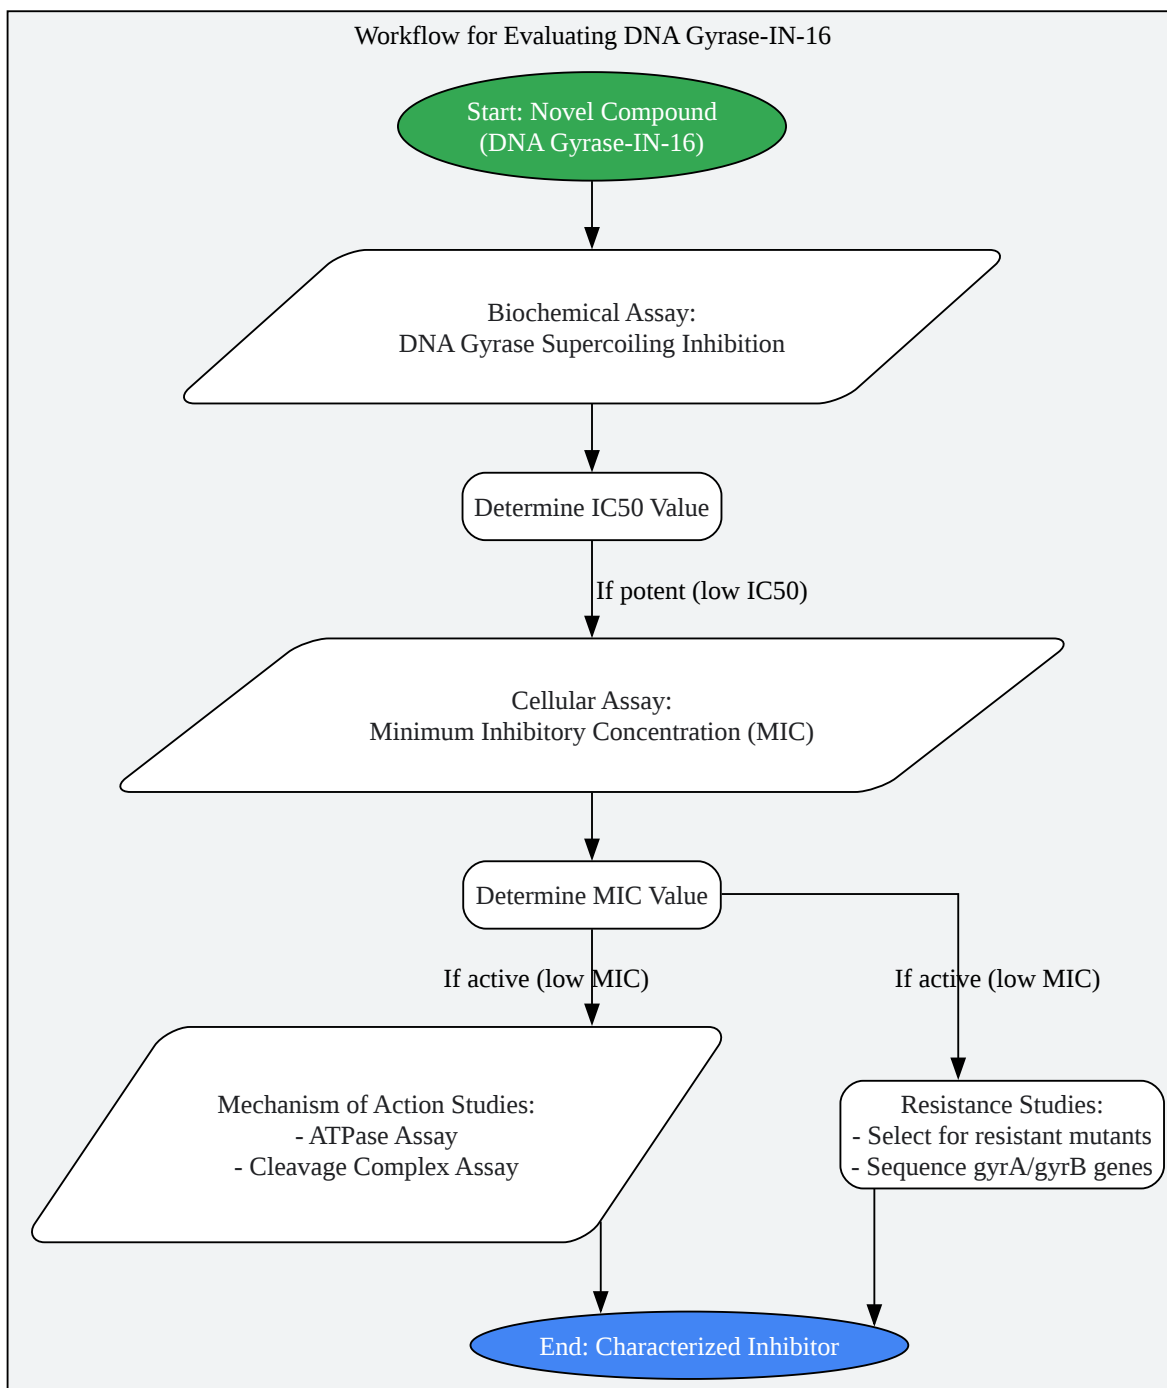 Workflow for Evaluating DNA Gyrase-IN-16
Start: Novel Compound
(DNA Gyrase-IN-16)
Biochemical Assay:
DNA Gyrase Supercoiling Inhibition
Determine IC50 Value
If potent (low IC50)
Cellular Assay:
Minimum Inhibitory Concentration (MIC)
Determine MIC Value
If active (low MIC)
If active (low MIC)
Mechanism of Action Studies:
- ATPase Assay
- Cleavage Complex Assay
Resistance Studies:
- Select for resistant mutants
- Sequence gyrA/gyrB genes
End: Characterized Inhibitor